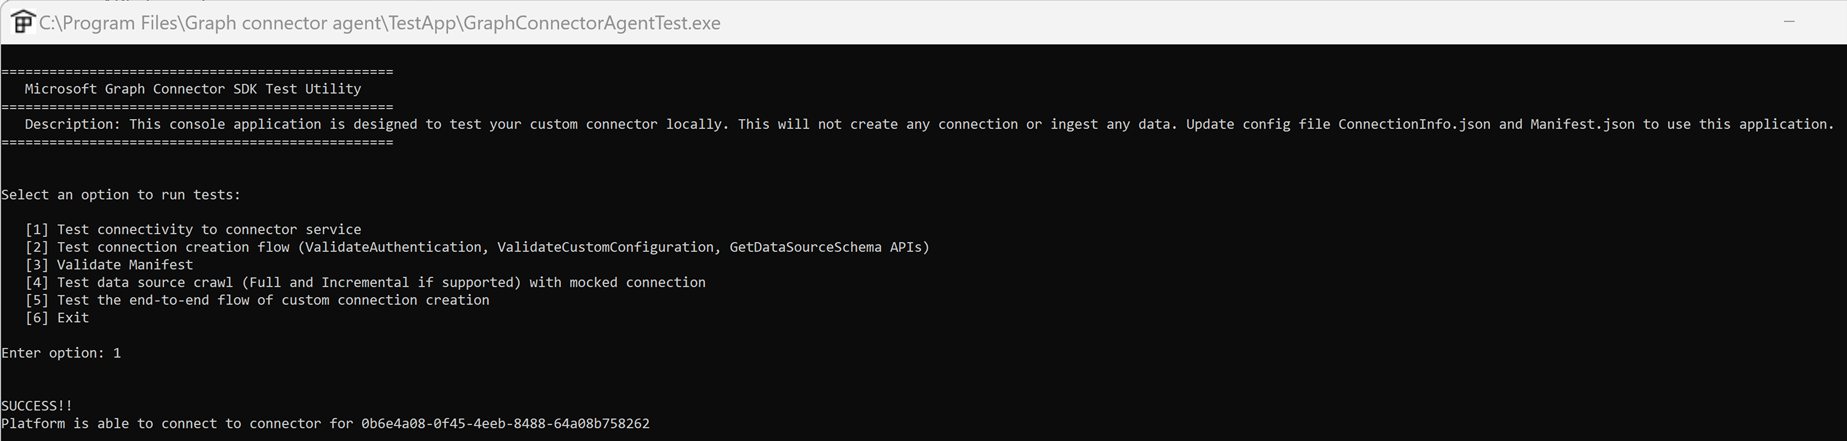 C:\Program Files\Graph connector agent\TestApp\GraphConnectorAgentTest.exe
=================================================
Microsoft Graph Connector SDK Test Utility
=================================================
Description: This console application is designed to test your custom connector locally. This will not create any connection or ingest any data. Update config file ConnectionInfo.json and Manifest.json to use this application.
=================================================
Select an option to run tests:
[1] Test connectivity to connector service
[2] Test connection creation flow (ValidateAuthentication, ValidateCustomConfiguration, GetDataSourceSchema APIs)
[3] Validate Manifest
[4] Test data source crawl (Full and Incremental if supported) with mocked connection
[5] Test the end-to-end flow of custom connection creation
[6] Exit
Enter option: 1
SUCCESS!!
Platform is able to connect to connector for 0b6e4a08-0f45-4eeb-8488-64a08b758262